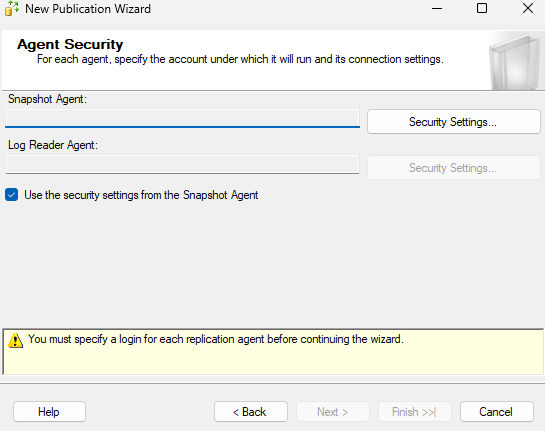 New Publication Wizard
Agent Security
For each agent, specify the account under which it will run and its connection settings.
Snapshot Agent:
Security Settings...
Log Reader Agent:
Security Settings...
Use the security settings from the Snapshot Agent
You must specify a login for each replication agent before continuing the wizard.
Help
< Back
Next >
Finish >>|
Cancel